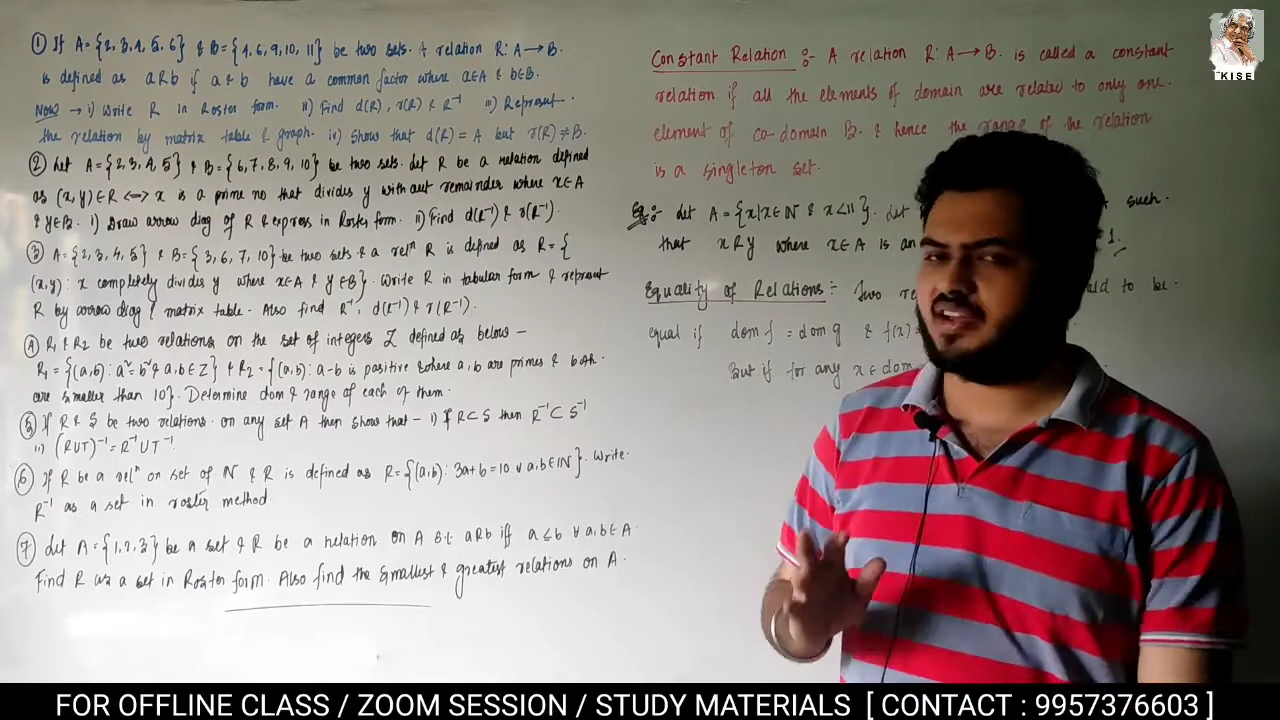 ① If A = {2,3,4,5,6} & B = {4,6,9,10,11} be two sets. A relation R: A → B.
is defined as aRb if a & b have a common factor where a∈A & b∈B.
Now → i) Write R in Roster form. ii) Find d(R), r(R) & R⁻¹ iii) Represent
the relation by matrix table & graph. iv) Show that d(R) = A but r(R) ≠ B.
② Let A = {2,3,4,5} & B = {6,7,8,9,10} be two sets. Let R be a relation defined
as (x,y)∈R ⟺ x is a prime no that divides y without remainder where x∈A
& y∈B. i) Draw arrow diag of R & express in Roster form. ii) Find d(R⁻¹) & r(R⁻¹).
③ A = {2,3,4,5} & B = {3,6,7,10} be two sets & a relⁿ R is defined as R = {
(x,y): x completely divides y where x∈A & y∈B}. Write R in tabular form & represent
R by arrow diag & matrix table. Also find R⁻¹, d(R⁻¹) & r(R⁻¹).
④ R₁ & R₂ be two relations on the set of integers Z defined as below –
R₁ = {(a,b): a² = b² & a,b∈Z} & R₂ = {(a,b): a-b is positive where a,b are primes & both
are smaller than 10}. Determine dom & range of each of them.
⑤ If R & S be two relations on any set A then show that – i) If R⊂S then R⁻¹⊂S⁻¹
ii) (R∪T)⁻¹ = R⁻¹∪T⁻¹.
⑥ If R be a relⁿ on set of N & R is defined as R = {(a,b): 3a+b=10 ∀ a,b∈N}. Write
R⁻¹ as a set in roster method
⑦ Let A = {1,2,3} be a set & R be a relation on A s.t aRb iff a ≤ b ∀ a,b∈A
Find R as a set in Roster form. Also find the smallest & greatest relations on A.
Constant Relation :- A relation R: A → B. is called a constant
relation if all the elements of domain are related to only one
element of co-domain B. & hence the range of the relation
is a singleton set.
Eg:- Let A = {x|x∈N & x<11}. Let such
that xRy where x∈A is an 1.
Equality of Relations:- Two to be
equal if dom f = dom g & f(x) =
But if for any x∈dom
KISE
FOR OFFLINE CLASS / ZOOM SESSION / STUDY MATERIALS [ CONTACT : 9957376603 ]